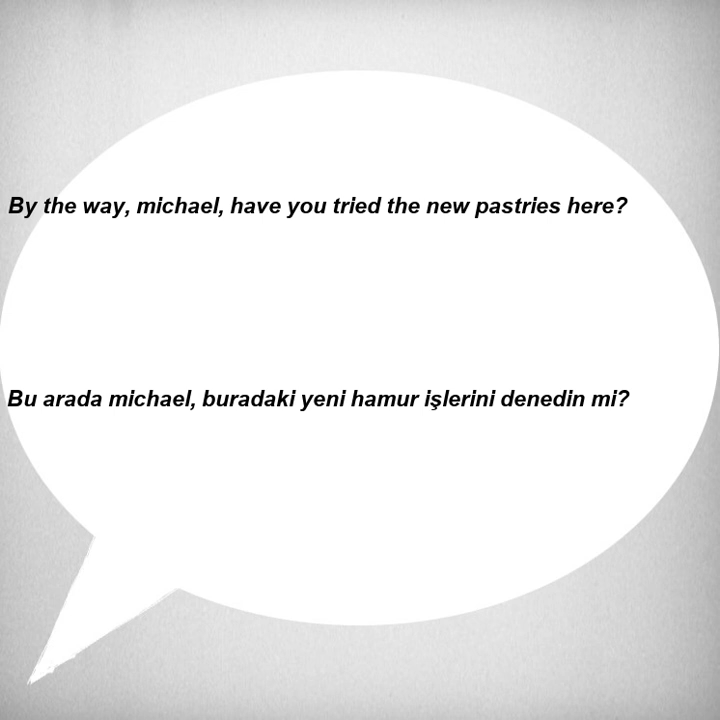 By the way, michael, have you tried the new pastries here?
Bu arada michael, buradaki yeni hamur işlerini denedin mi?